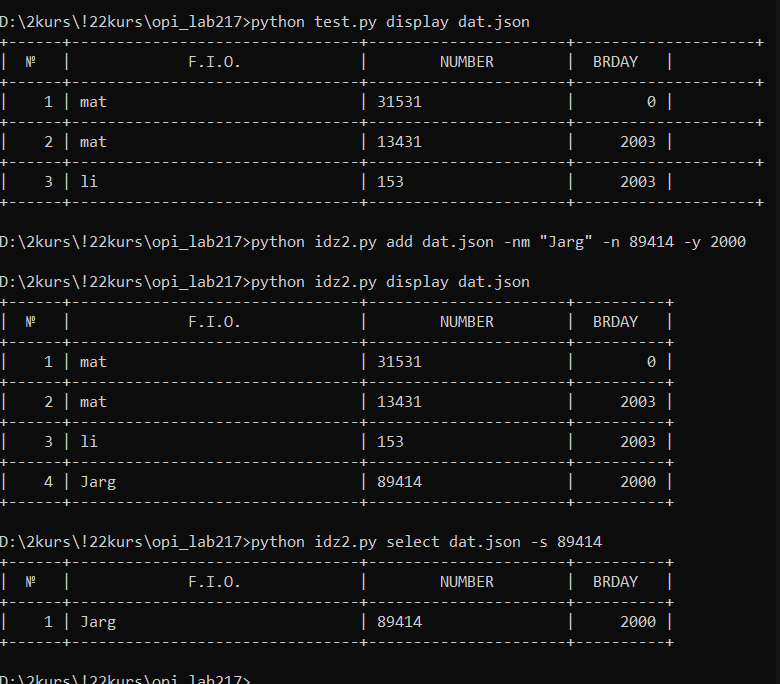 D:\2kurs\!22kurs\opi_lab217>python test.py display dat.json
+------+--------------------------------+----------------------+--------------------+
|  №   |             F.I.O.             |        NUMBER        |  BRDAY   |
+------+--------------------------------+----------------------+--------------------+
|    1 | mat                            | 31531                |        0 |
+------+--------------------------------+----------------------+--------------------+
|    2 | mat                            | 13431                |     2003 |
+------+--------------------------------+----------------------+--------------------+
|    3 | li                             | 153                  |     2003 |
+------+--------------------------------+----------------------+--------------------+
D:\2kurs\!22kurs\opi_lab217>python idz2.py add dat.json -nm "Jarg" -n 89414 -y 2000
D:\2kurs\!22kurs\opi_lab217>python idz2.py display dat.json
+------+--------------------------------+----------------------+----------+
|  №   |             F.I.O.             |        NUMBER        |  BRDAY   |
+------+--------------------------------+----------------------+----------+
|    1 | mat                            | 31531                |        0 |
+------+--------------------------------+----------------------+----------+
|    2 | mat                            | 13431                |     2003 |
+------+--------------------------------+----------------------+----------+
|    3 | li                             | 153                  |     2003 |
+------+--------------------------------+----------------------+----------+
|    4 | Jarg                           | 89414                |     2000 |
+------+--------------------------------+----------------------+----------+
D:\2kurs\!22kurs\opi_lab217>python idz2.py select dat.json -s 89414
+------+--------------------------------+----------------------+----------+
|  №   |             F.I.O.             |        NUMBER        |  BRDAY   |
+------+--------------------------------+----------------------+----------+
|    1 | Jarg                           | 89414                |     2000 |
+------+--------------------------------+----------------------+----------+
D:\2kurs\!22kurs\opi_lab217>